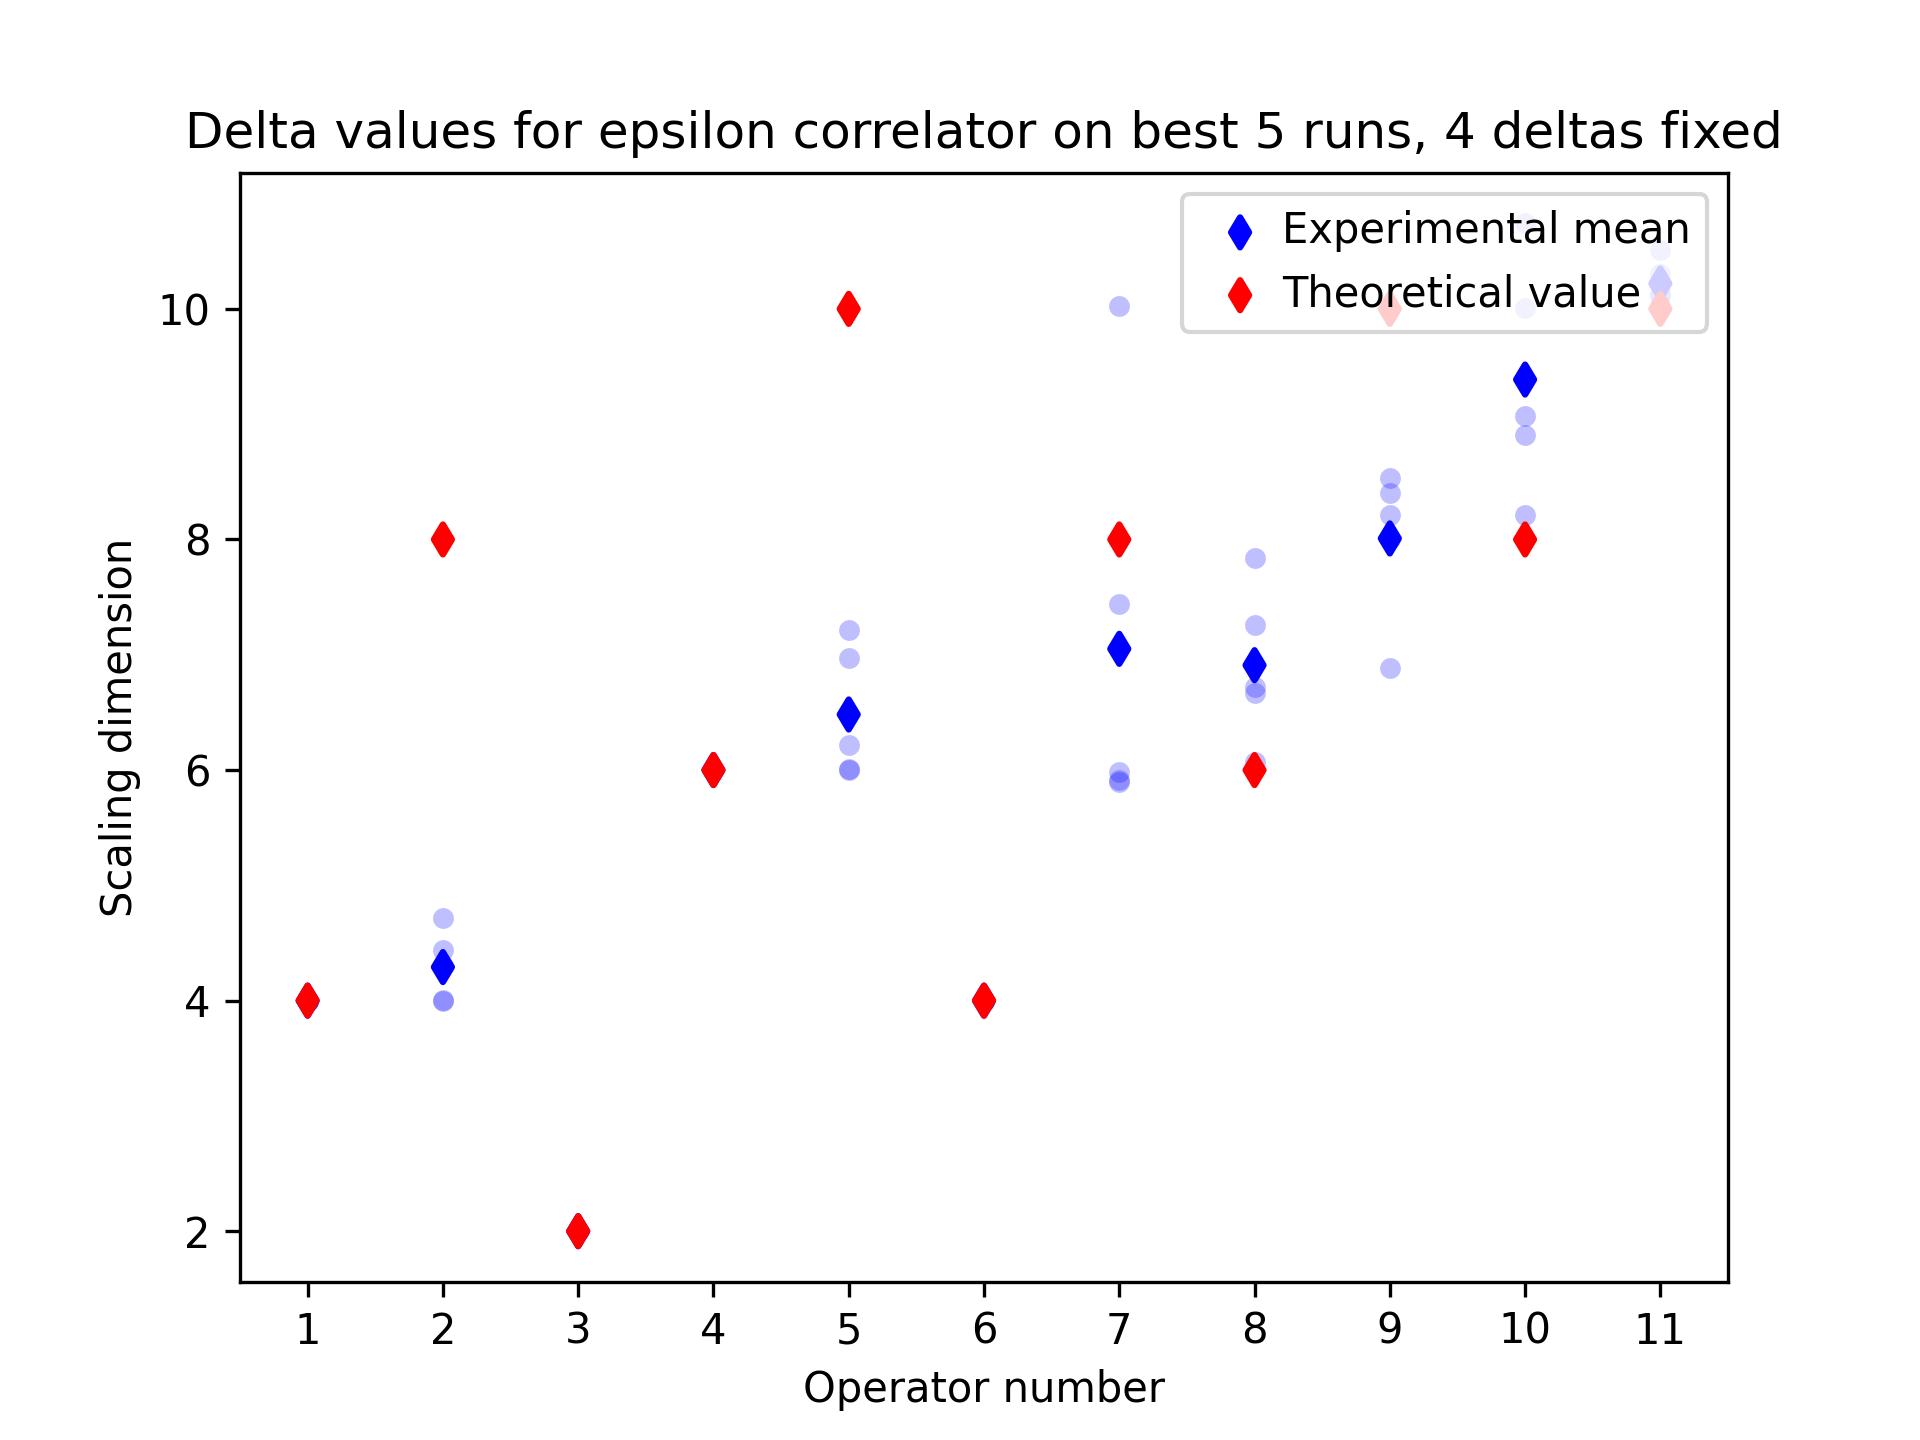 Delta values for epsilon correlator on best 5 runs, 4 deltas fixed
Experimental mean
Theoretical value
Scaling dimension
10
8
6
4
2
1 2 3 4 5 6 7 8 9 10 11
Operator number